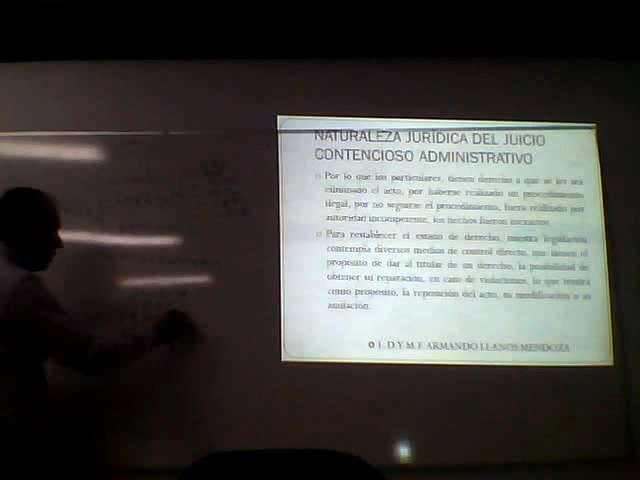 NATURALEZA JURÍDICA DEL JUICIO
CONTENCIOSO ADMINISTRATIVO
Por lo que los particulares, tienen derecho a que se les sea
eliminado el acto, por haberse realizado un procedimiento
ilegal, por no seguirse el procedimiento, fuera realizado por
autoridad incompetente, los hechos fueron inexactos.
Para restablecer el estado de derecho, nuestra legislación
contempla diversos medios de control directo, que tienen el
propósito de dar al titular de un derecho, la posibilidad de
obtener su reparación, en caso de violaciones, lo que tendrá
como propósito, la reposición del acto, su modificación o su
anulación.
L D Y M F ARMANDO LLANOS MENDOZA